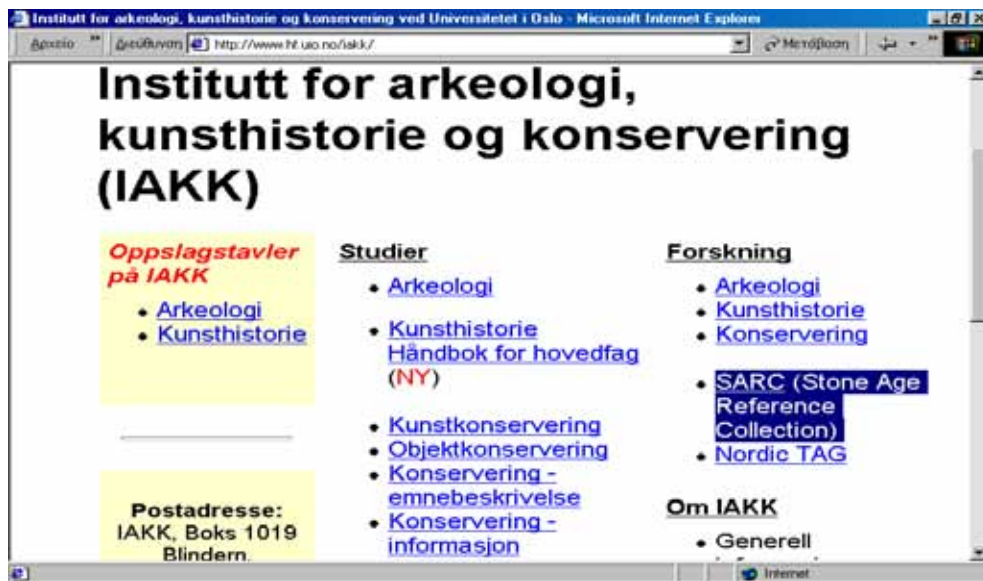 Institutt for arkeologi, kunsthistorie og konservering ved Universitetet i Oslo - Microsoft Internet Explorer
Αρχείο " Διεύθυνση http://www.hf.uio.no/iakk/ Μετάβαση "
Institutt for arkeologi,
kunsthistorie og konservering
(IAKK)
Oppslagstavler
på IAKK
Arkeologi
Kunsthistorie
Postadresse:
IAKK, Boks 1019
Blindern,
Studier
Arkeologi
Kunsthistorie
Håndbok for hovedfag
(NY)
Kunstkonservering
Objektkonservering
Konservering -
emnebeskrivelse
Konservering -
informasjon
Forskning
Arkeologi
Kunsthistorie
Konservering
SARC (Stone Age
Reference
Collection)
Nordic TAG
Om IAKK
Generell
Internet